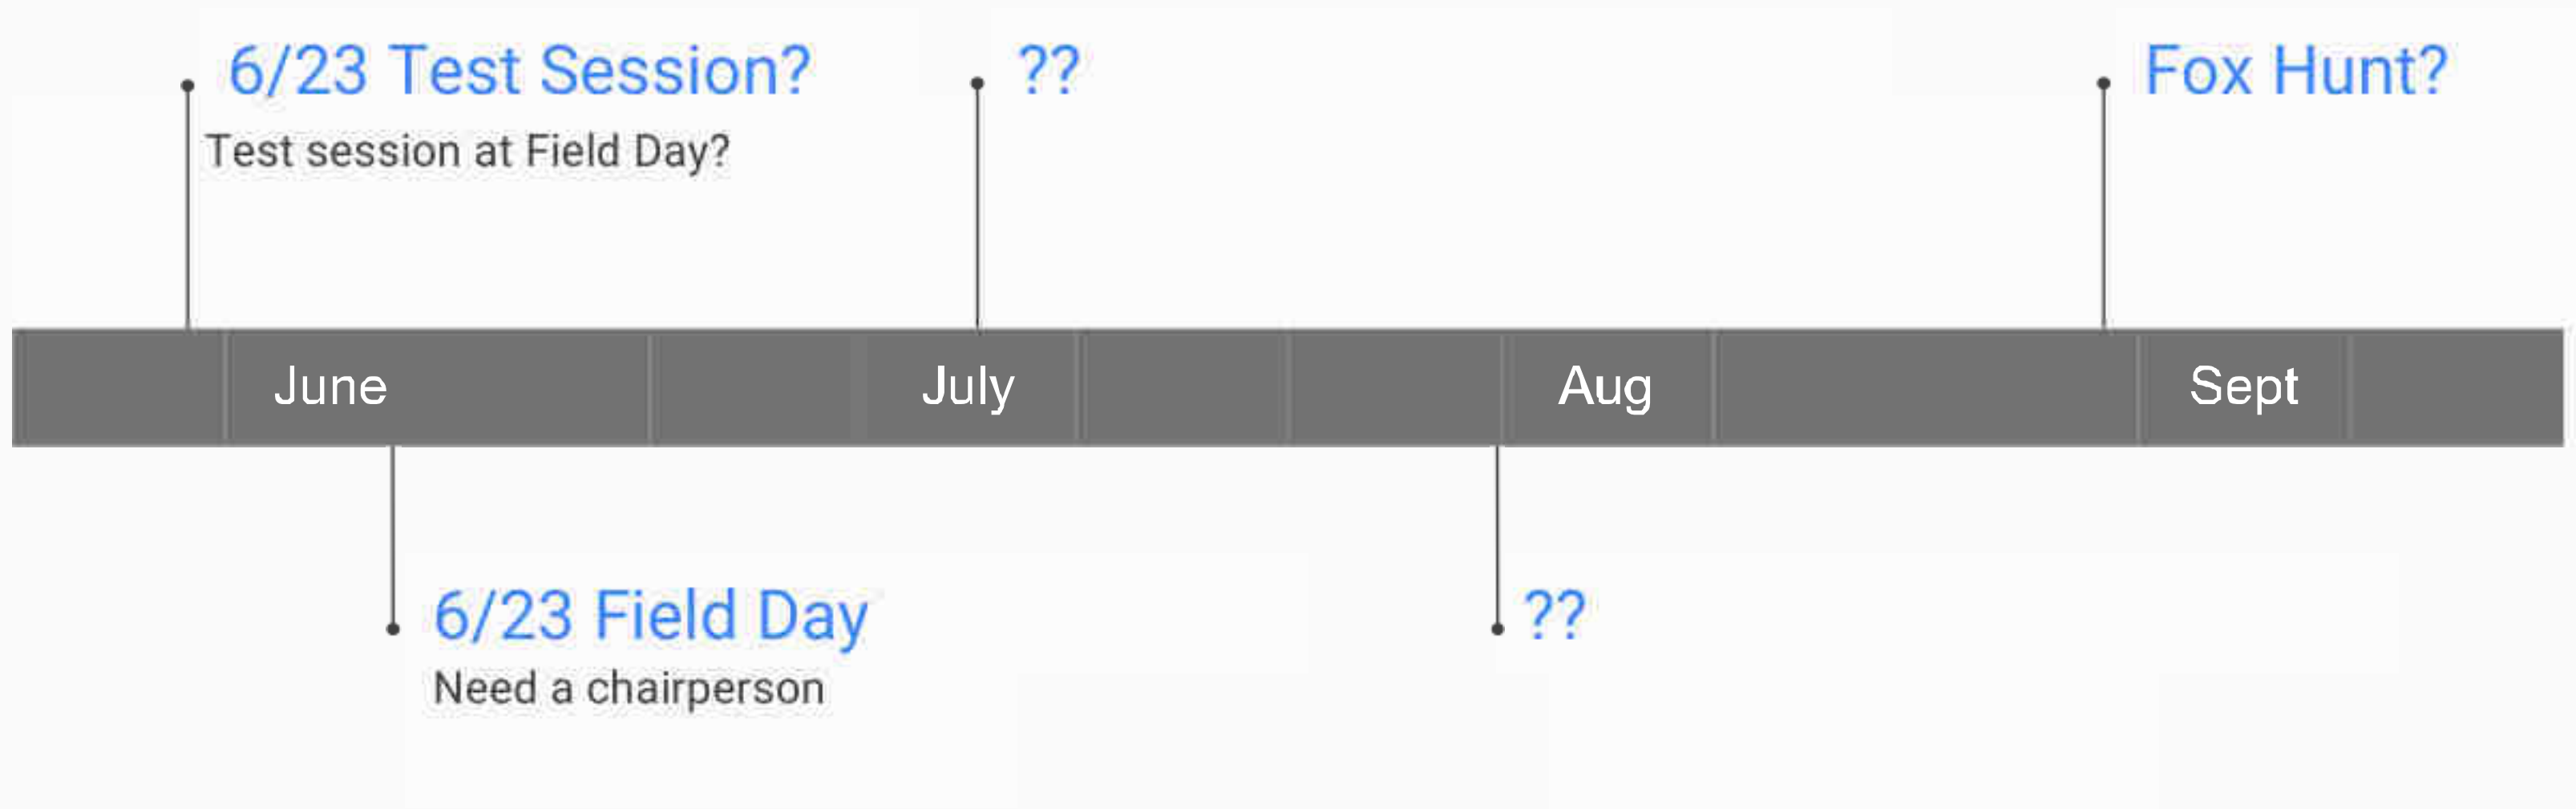 6/23 Test Session?
Test session at Field Day?
??
Fox Hunt?
June
July
Aug
Sept
6/23 Field Day
Need a chairperson
??